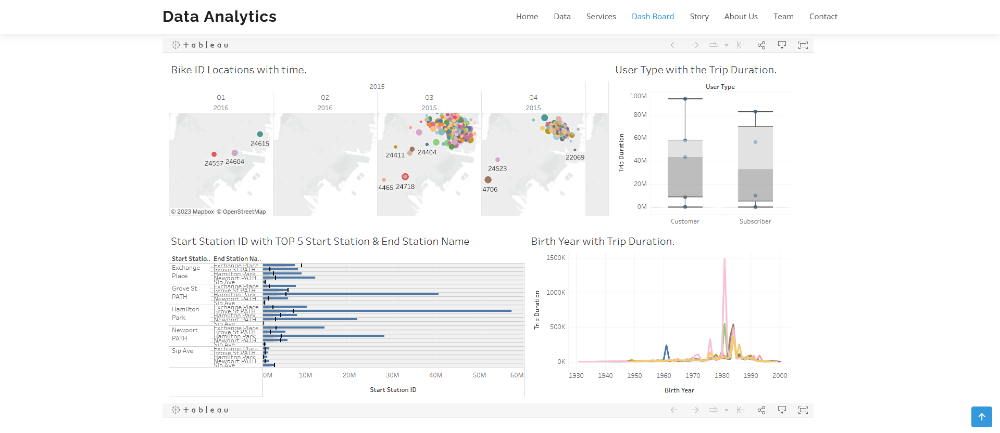 Data Analytics
Home Data Services Dash Board Story About Us Team Contact
+ a b | e a u
Bike ID Locations with time.
2015
Q1 Q2 Q3 Q4
2016 2016 2015 2015
24615
24557 24604
24411 24404
24465 24718
22069
24523
24706
© 2023 Mapbox © OpenStreetMap
User Type with the Trip Duration.
User Type
Trip Duration
100M
80M
60M
40M
20M
0M
Customer Subscriber
Start Station ID with TOP 5 Start Station & End Station Name
Start Statio.. End Station Na..
Exchange Place
Exchange Place
Grove St PATH
Hamilton Park
Newport PATH
Sip Ave
Grove St PATH
Exchange Place
Grove St PATH
Hamilton Park
Newport PATH
Sip Ave
Hamilton Park
Exchange Place
Grove St PATH
Hamilton Park
Newport PATH
Sip Ave
Newport PATH
Exchange Place
Grove St PATH
Hamilton Park
Newport PATH
Sip Ave
Sip Ave
Exchange Place
Grove St PATH
Hamilton Park
Newport PATH
Sip Ave
0M 10M 20M 30M 40M 50M 60M
Start Station ID
Birth Year with Trip Duration.
Trip Duration
1500K
1000K
500K
0K
1930 1940 1950 1960 1970 1980 1990 2000
Birth Year
+ a b | e a u